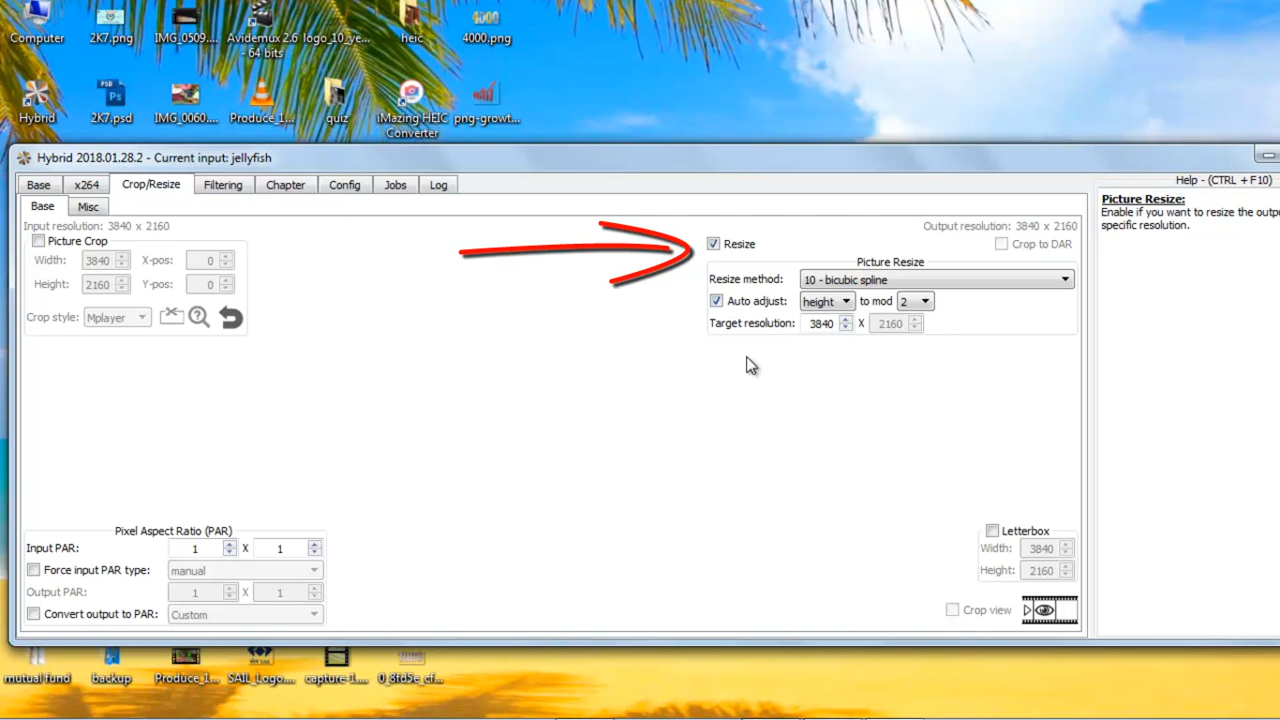 Computer
2K7.png
IMG_0509....
Avidemux 2.6
- 64 bits
logo_10_ye...
heic
4000.png
4000
Hybrid
PSD
Ps
2K7.psd
IMG_0060....
Produce_1...
quiz
iMazing HEIC
Converter
png-growt...
Hybrid 2018.01.28.2 - Current input: jellyfish
Base
x264
Crop/Resize
Filtering
Chapter
Config
Jobs
Log
Help - (CTRL + F10)
Base
Misc
Picture Resize:
Enable if you want to resize the outpu
specific resolution.
Input resolution: 3840 x 2160
Output resolution: 3840 x 2160
Picture Crop
Resize
Crop to DAR
Width: 3840 X-pos: 0
Height: 2160 Y-pos: 0
Crop style: Mplayer
Picture Resize
Resize method: 10 - bicubic spline
Auto adjust: height to mod 2
Target resolution: 3840 X 2160
Pixel Aspect Ratio (PAR)
Input PAR: 1 X 1
Force input PAR type: manual
Output PAR: 1 X 1
Convert output to PAR: Custom
Letterbox
Width: 3840
Height: 2160
Crop view
mutual fund
backup
Produce_1...
SAIL_Logo....
capture-1....
0_8fd5e_cf...